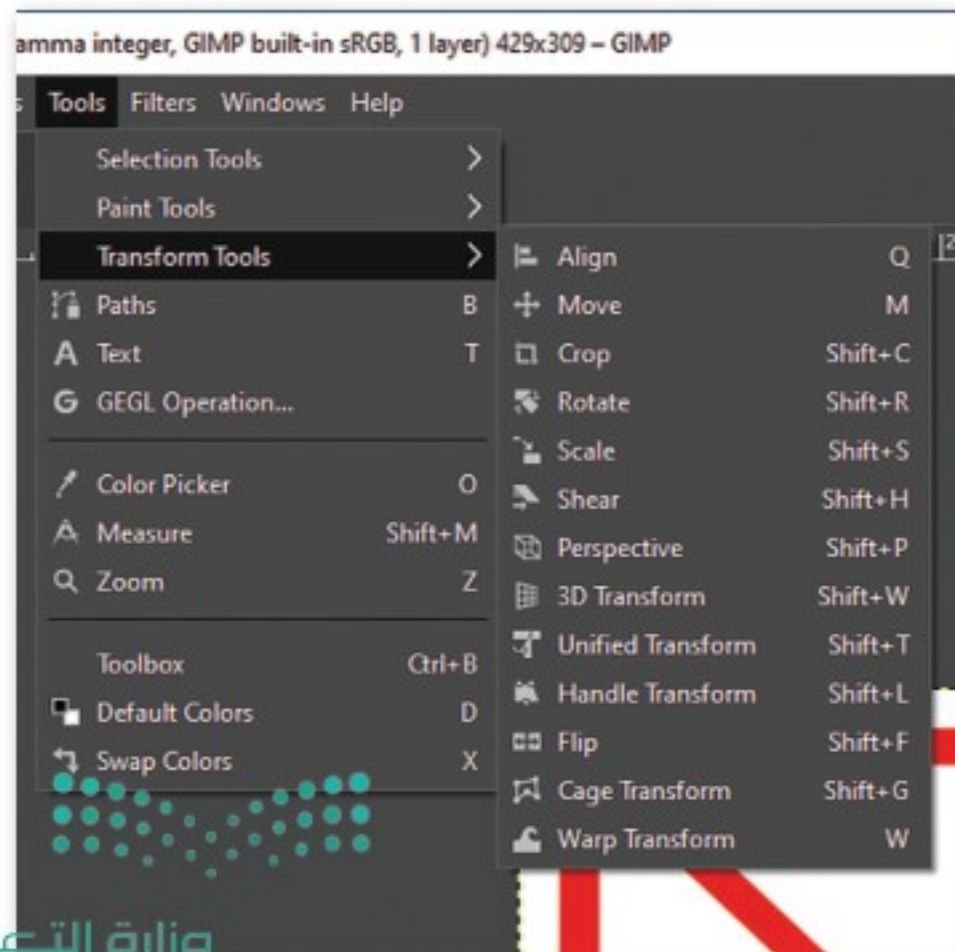 amma integer, GIMP built-in sRGB, 1 layer) 429x309 – GIMP
s Tools Filters Windows Help
Selection Tools
Paint Tools
Transform Tools
Paths B
Text T
GEGL Operation...
Color Picker O
Measure Shift+M
Zoom Z
Toolbox Ctrl+B
Default Colors D
Swap Colors X
Align Q
Move M
Crop Shift+C
Rotate Shift+R
Scale Shift+S
Shear Shift+H
Perspective Shift+P
3D Transform Shift+W
Unified Transform Shift+T
Handle Transform Shift+L
Flip Shift+F
Cage Transform Shift+G
Warp Transform W
2
وزارة